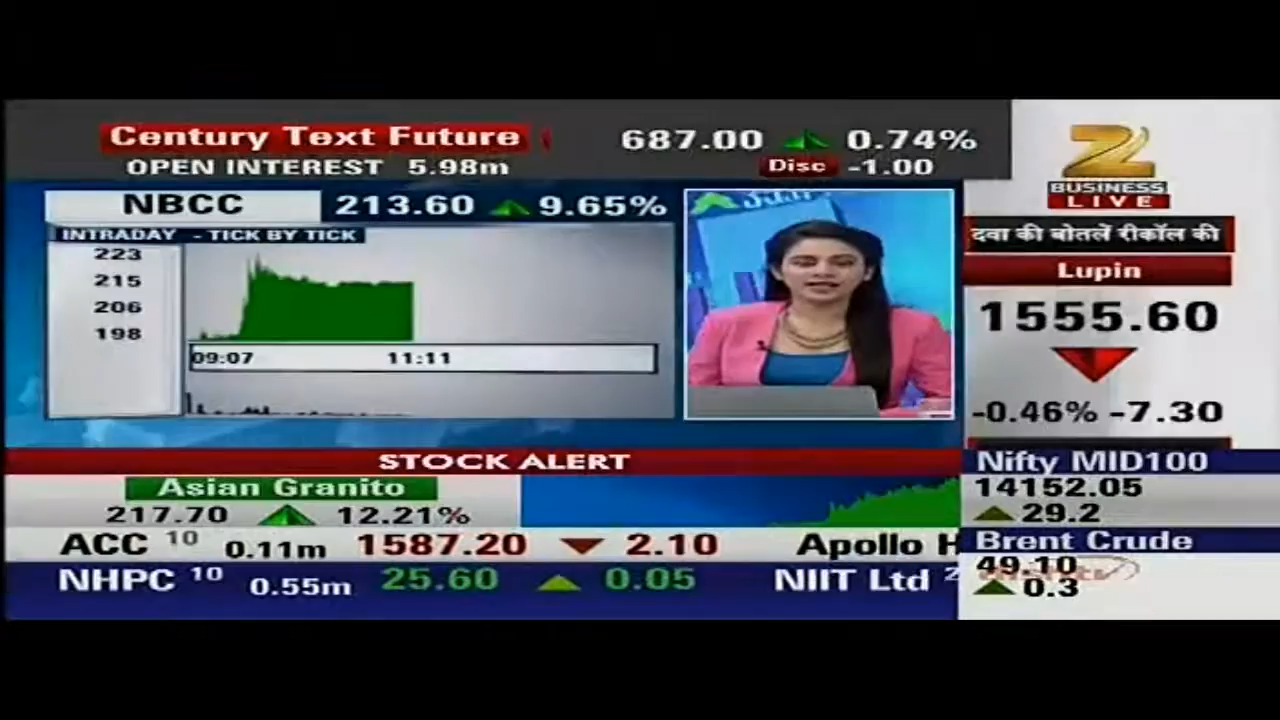 Century Text Future
687.00 0.74%
OPEN INTEREST 5.98m
Disc -1.00
BUSINESS
LIVE
NBCC
213.60 9.65%
INTRADAY - TICK BY TICK
223
215
206
198
09:07 11:11
दवा की बोतलें रीकॉल की
Lupin
1555.60
-0.46% -7.30
STOCK ALERT
Asian Granito
217.70 12.21%
Nifty MID100
14152.05
29.2
Brent Crude
49.10
0.3
ACC 10 0.11m 1587.20 2.10 Apollo H
NHPC 10 0.55m 25.60 0.05 NIIT Ltd 2